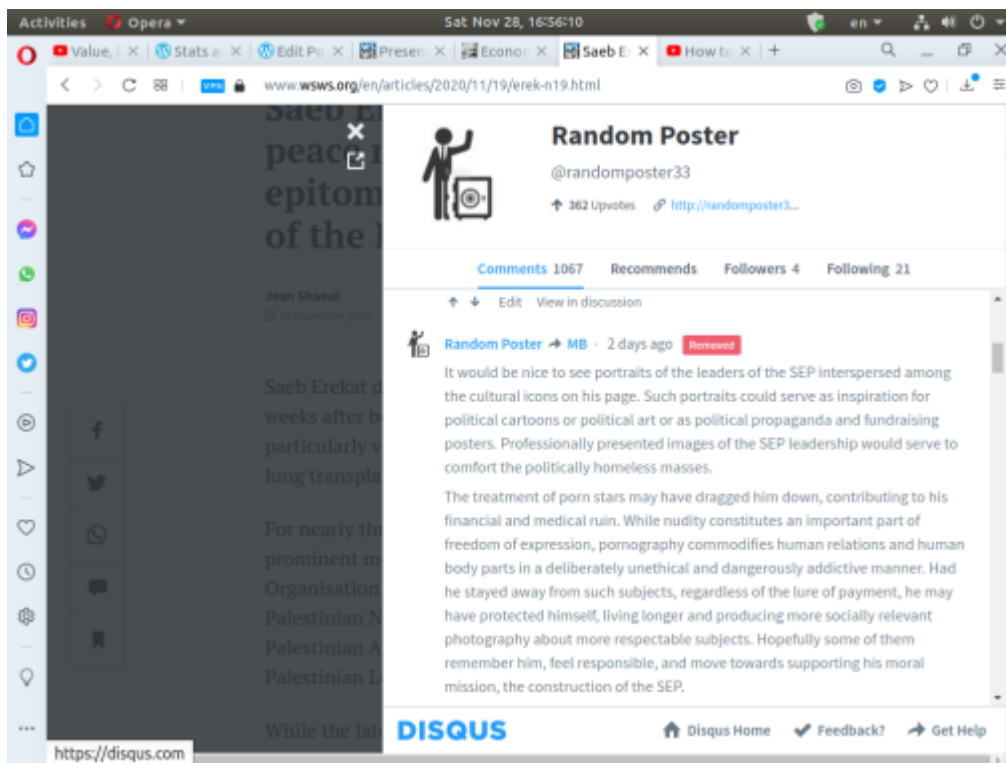 Activities Opera Sat Nov 28, 16:56:10 en
Value, Stats a Edit Po Presen Econor Saeb E How to
VPN www.wsws.org/en/articles/2020/11/19/erek-n19.html
Saeb E
peace
epitom
of the
Jean Shaoul
19 November 2020
Saeb Erekat d
weeks after b
particularly v
lung transpla
For nearly th
prominent m
Organisation
Palestinian N
Palestinian A
Palestinian L
While the lat
https://disqus.com
Random Poster
@randomposter33
362 Upvotes http://randomposter3...
Comments 1067 Recommends Followers 4 Following 21
Edit View in discussion
Random Poster MB · 2 days ago Removed
It would be nice to see portraits of the leaders of the SEP interspersed among
the cultural icons on his page. Such portraits could serve as inspiration for
political cartoons or political art or as political propaganda and fundraising
posters. Professionally presented images of the SEP leadership would serve to
comfort the politically homeless masses.
The treatment of porn stars may have dragged him down, contributing to his
financial and medical ruin. While nudity constitutes an important part of
freedom of expression, pornography commodifies human relations and human
body parts in a deliberately unethical and dangerously addictive manner. Had
he stayed away from such subjects, regardless of the lure of payment, he may
have protected himself, living longer and producing more socially relevant
photography about more respectable subjects. Hopefully some of them
remember him, feel responsible, and move towards supporting his moral
mission, the construction of the SEP.
DISQUS Disqus Home Feedback? Get Help